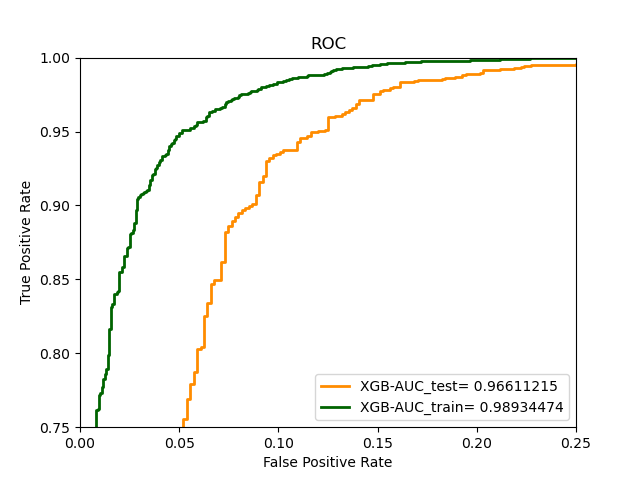 ROC
1.00
0.95
0.90
0.85
0.80
0.75
True Positive Rate
XGB-AUC_test= 0.96611215
XGB-AUC_train= 0.98934474
0.00 0.05 0.10 0.15 0.20 0.25
False Positive Rate